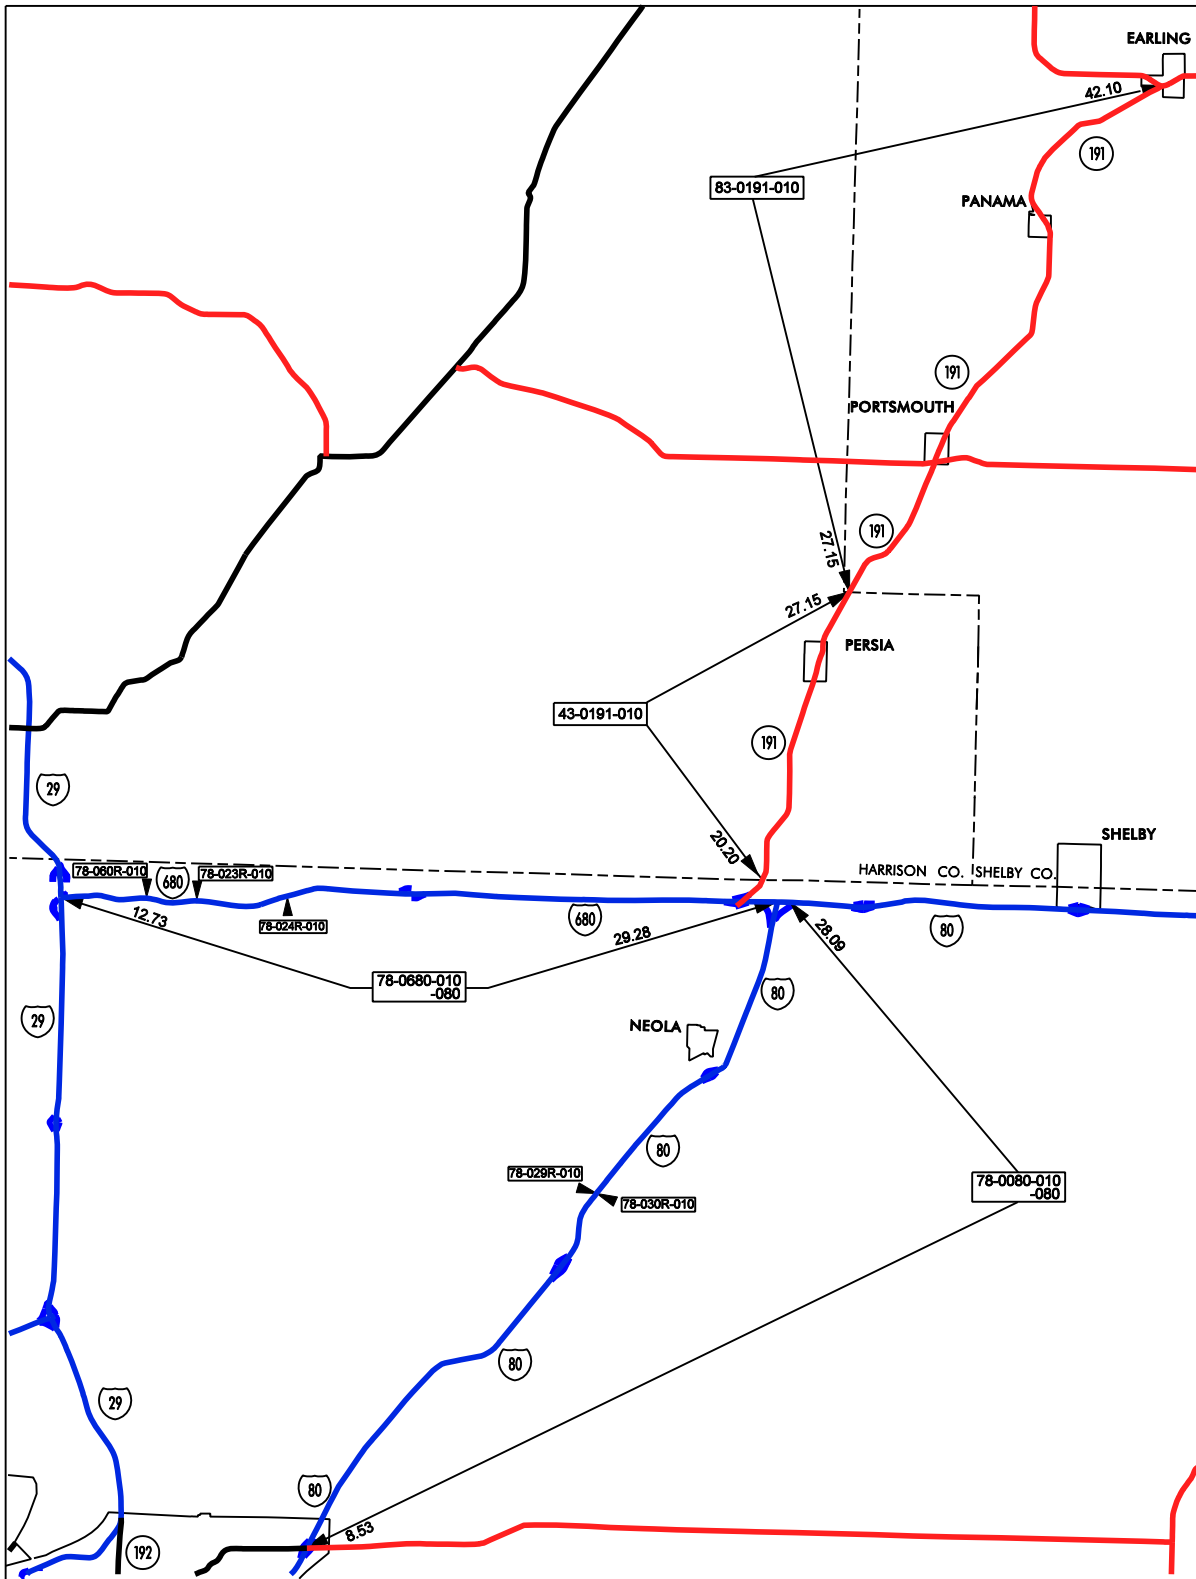 EARLING
42.10
191
83-0191-010
PANAMA
191
PORTSMOUTH
191
27.15
27.15
PERSIA
43-0191-010
191
29
20.20
SHELBY
HARRISON CO. SHELBY CO.
78-060R-010
680
78-023R-010
12.73
78-024R-010
680
29.28
28.09
80
78-0680-010
-080
80
29
NEOLA
80
78-029R-010
78-030R-010
78-0080-010
-080
80
29
80
8.53
192